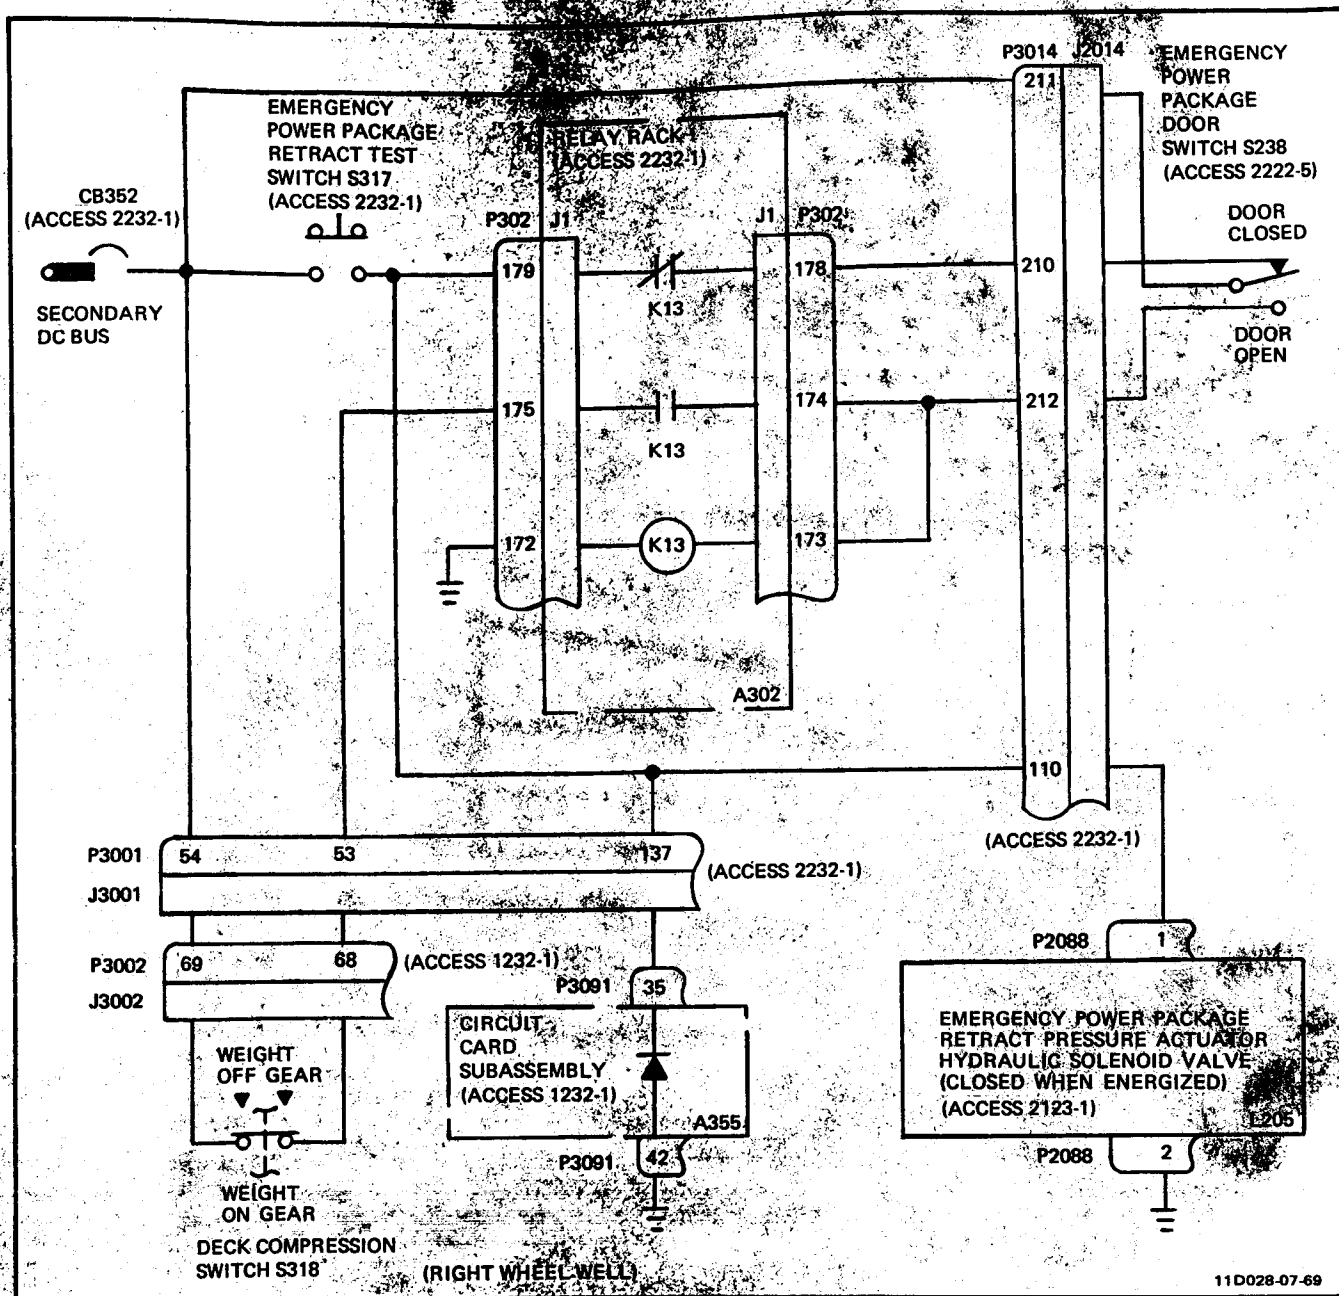 P3014 J2014
211
EMERGENCY
POWER
PACKAGE
DOOR
SWITCH S238
(ACCESS 2222-5)
EMERGENCY
POWER PACKAGE
RETRACT TEST
SWITCH S317
(ACCESS 2232-1)
RELAY RACK
(ACCESS 2232-1)
CB352
(ACCESS 2232-1)
SECONDARY
DC BUS
P302 J1
J1 P302
DOOR
CLOSED
DOOR
OPEN
179
K13
178
210
175
K13
174
212
172
K13
173
A302
110
(ACCESS 2232-1)
P3001 54 53 137
(ACCESS 2232-1)
J3001
P3002 69 68
(ACCESS 1232-1)
J3002
P3091 35
CIRCUIT
CARD
SUBASSEMBLY
(ACCESS 1232-1)
A355
P3091 42
P2088 1
EMERGENCY POWER PACKAGE
RETRACT PRESSURE ACTUATOR
HYDRAULIC SOLENOID VALVE
(CLOSED WHEN ENERGIZED)
(ACCESS 2123-1)
L205
P2088 2
WEIGHT
OFF GEAR
WEIGHT
ON GEAR
DECK COMPRESSION
SWITCH S318
(RIGHT WHEEL WELL)
11D028-07-69